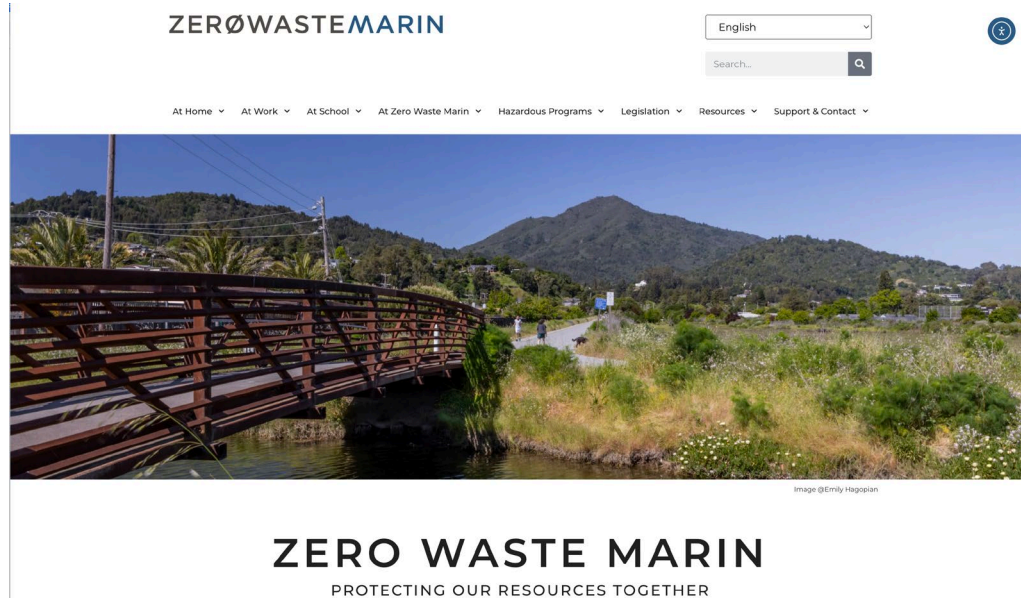 ZERØWASTEMARIN
English
Search...
At Home At Work At School At Zero Waste Marin Hazardous Programs Legislation Resources Support & Contact
Image @Emily Hagopian
ZERO WASTE MARIN
PROTECTING OUR RESOURCES TOGETHER